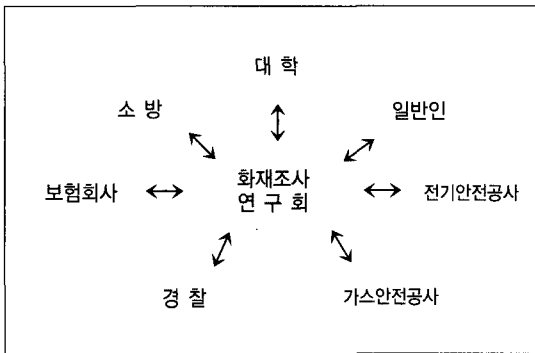 대 학
소 방
일반인
보험회사
화재조사
연 구 회
전기안전공사
경 찰
가스안전공사